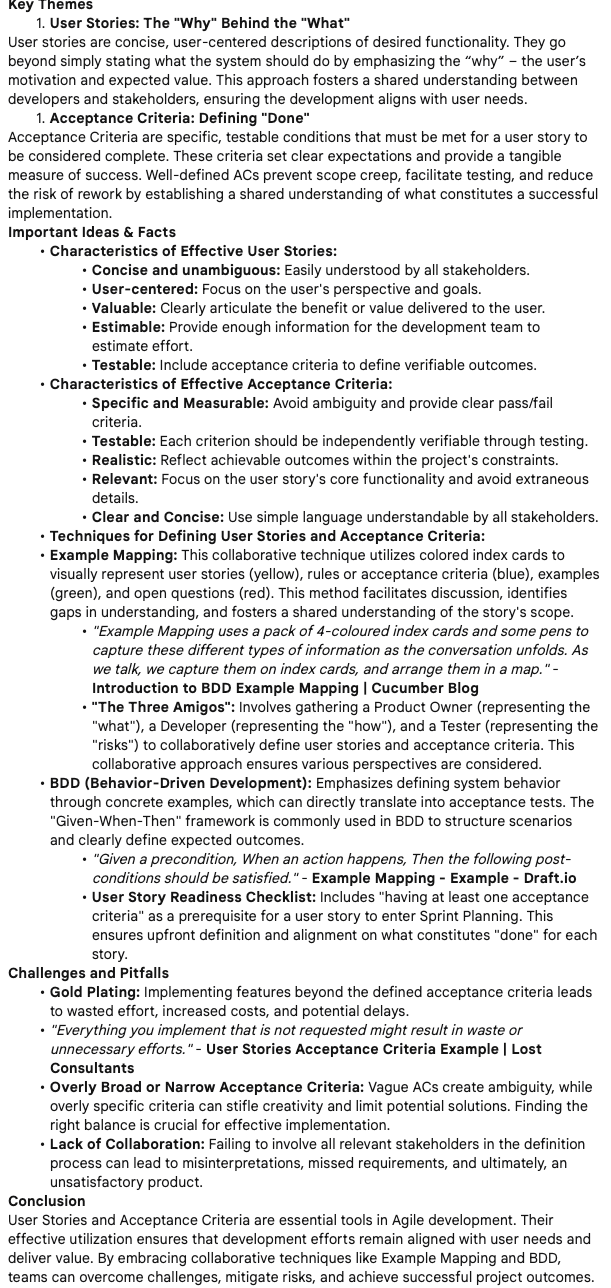 Key Themes
1. User Stories: The "Why" Behind the "What"
User stories are concise, user-centered descriptions of desired functionality. They go
beyond simply stating what the system should do by emphasizing the “why” – the user’s
motivation and expected value. This approach fosters a shared understanding between
developers and stakeholders, ensuring the development aligns with user needs.
1. Acceptance Criteria: Defining "Done"
Acceptance Criteria are specific, testable conditions that must be met for a user story to
be considered complete. These criteria set clear expectations and provide a tangible
measure of success. Well-defined ACs prevent scope creep, facilitate testing, and reduce
the risk of rework by establishing a shared understanding of what constitutes a successful
implementation.
Important Ideas & Facts
• Characteristics of Effective User Stories:
• Concise and unambiguous: Easily understood by all stakeholders.
• User-centered: Focus on the user's perspective and goals.
• Valuable: Clearly articulate the benefit or value delivered to the user.
• Estimable: Provide enough information for the development team to
estimate effort.
• Testable: Include acceptance criteria to define verifiable outcomes.
• Characteristics of Effective Acceptance Criteria:
• Specific and Measurable: Avoid ambiguity and provide clear pass/fail
criteria.
• Testable: Each criterion should be independently verifiable through testing.
• Realistic: Reflect achievable outcomes within the project's constraints.
• Relevant: Focus on the user story's core functionality and avoid extraneous
details.
• Clear and Concise: Use simple language understandable by all stakeholders.
• Techniques for Defining User Stories and Acceptance Criteria:
• Example Mapping: This collaborative technique utilizes colored index cards to
visually represent user stories (yellow), rules or acceptance criteria (blue), examples
(green), and open questions (red). This method facilitates discussion, identifies
gaps in understanding, and fosters a shared understanding of the story's scope.
• "Example Mapping uses a pack of 4-coloured index cards and some pens to
capture these different types of information as the conversation unfolds. As
we talk, we capture them on index cards, and arrange them in a map." -
Introduction to BDD Example Mapping | Cucumber Blog
• "The Three Amigos": Involves gathering a Product Owner (representing the
"what"), a Developer (representing the "how"), and a Tester (representing the
"risks") to collaboratively define user stories and acceptance criteria. This
collaborative approach ensures various perspectives are considered.
• BDD (Behavior-Driven Development): Emphasizes defining system behavior
through concrete examples, which can directly translate into acceptance tests. The
"Given-When-Then" framework is commonly used in BDD to structure scenarios
and clearly define expected outcomes.
• "Given a precondition, When an action happens, Then the following post-
conditions should be satisfied." - Example Mapping - Example - Draft.io
• User Story Readiness Checklist: Includes "having at least one acceptance
criteria" as a prerequisite for a user story to enter Sprint Planning. This
ensures upfront definition and alignment on what constitutes "done" for each
story.
Challenges and Pitfalls
• Gold Plating: Implementing features beyond the defined acceptance criteria leads
to wasted effort, increased costs, and potential delays.
• "Everything you implement that is not requested might result in waste or
unnecessary efforts." - User Stories Acceptance Criteria Example | Lost
Consultants
• Overly Broad or Narrow Acceptance Criteria: Vague ACs create ambiguity, while
overly specific criteria can stifle creativity and limit potential solutions. Finding the
right balance is crucial for effective implementation.
• Lack of Collaboration: Failing to involve all relevant stakeholders in the definition
process can lead to misinterpretations, missed requirements, and ultimately, an
unsatisfactory product.
Conclusion
User Stories and Acceptance Criteria are essential tools in Agile development. Their
effective utilization ensures that development efforts remain aligned with user needs and
deliver value. By embracing collaborative techniques like Example Mapping and BDD,
teams can overcome challenges, mitigate risks, and achieve successful project outcomes.